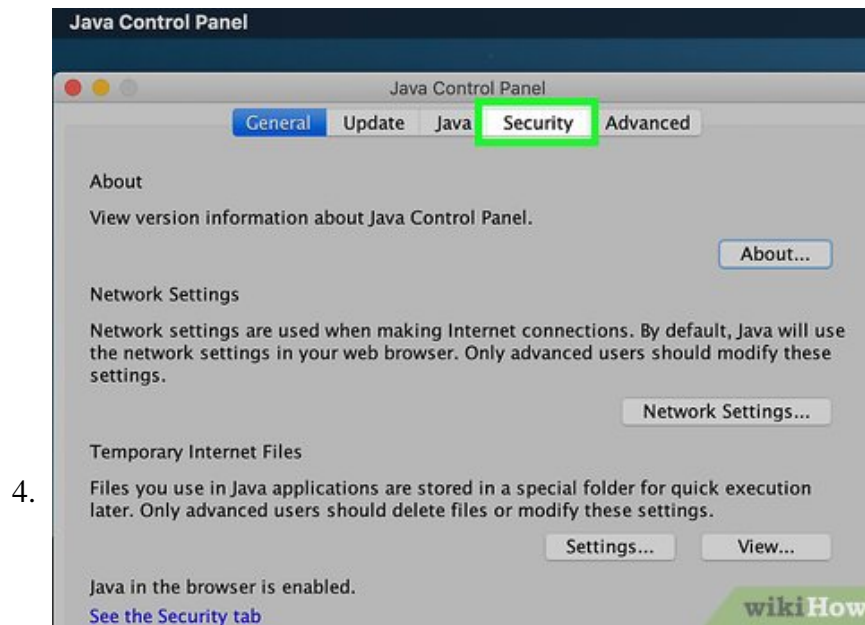 Java Control Panel
Java Control Panel
General Update Java Security Advanced
About
View version information about Java Control Panel.
About...
Network Settings
Network settings are used when making Internet connections. By default, Java will use
the network settings in your web browser. Only advanced users should modify these
settings.
Network Settings...
Temporary Internet Files
4.
Files you use in Java applications are stored in a special folder for quick execution
later. Only advanced users should delete files or modify these settings.
Settings... View...
Java in the browser is enabled.
See the Security tab
wikiHow